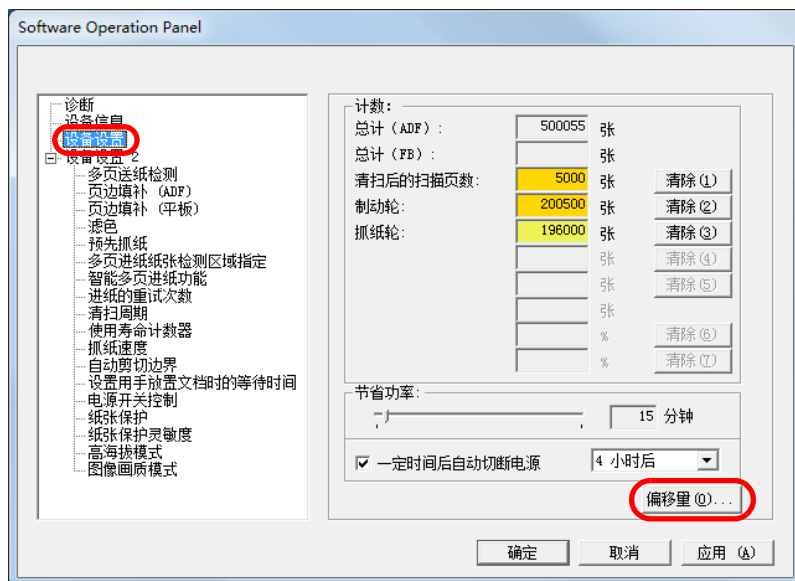 Software Operation Panel
诊断
设备信息
设备设置
设备设置 2
多页送纸检测
页边填补 (ADF)
页边填补 (平板)
滤色
预先抓纸
多页进纸纸张检测区域指定
智能多页进纸功能
进纸的重试次数
清扫周期
使用寿命计数器
抓纸速度
自动剪切边界
设置用手放置文档时的等待时间
电源开关控制
纸张保护
纸张保护灵敏度
高海拔模式
图像画质模式
计数:
总计 (ADF) : 500055 张
总计 (FB) : 张
清扫后的扫描页数: 5000 张 清除(1)
制动轮: 200500 张 清除(2)
抓纸轮: 196000 张 清除(3)
张 清除(4)
张 清除(5)
张
% 清除(6)
% 清除(7)
节省功率:
15 分钟
一定时间后自动切断电源 4 小时后
偏移量(O)...
确定 取消 应用 (A)